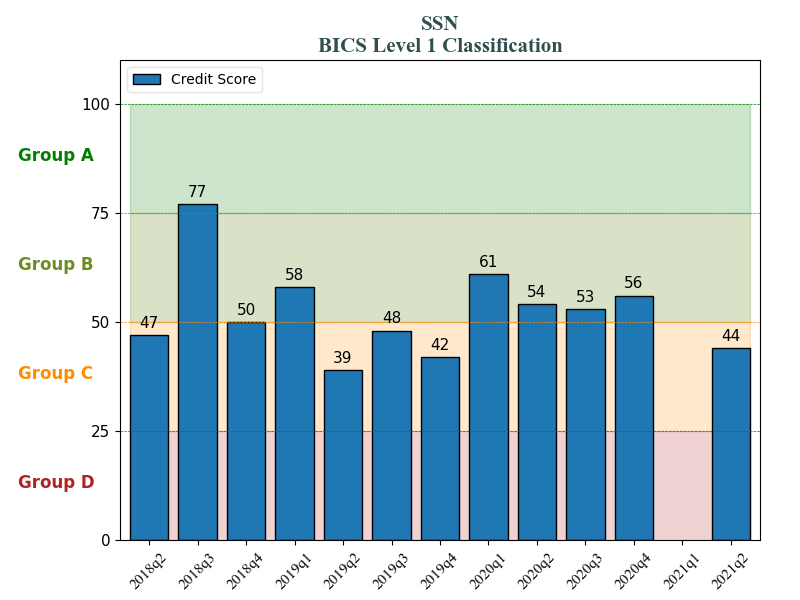 SSN
BICS Level 1 Classification
Credit Score
100
Group A
77
75
Group B
61
58
56
54
53
50
50
48
47
44
42
39
Group C
25
Group D
0
2018q2
2018q3
2018q4
2019q1
2019q2
2019q3
2019q4
2020q1
2020q2
2020q3
2020q4
2021q1
2021q2